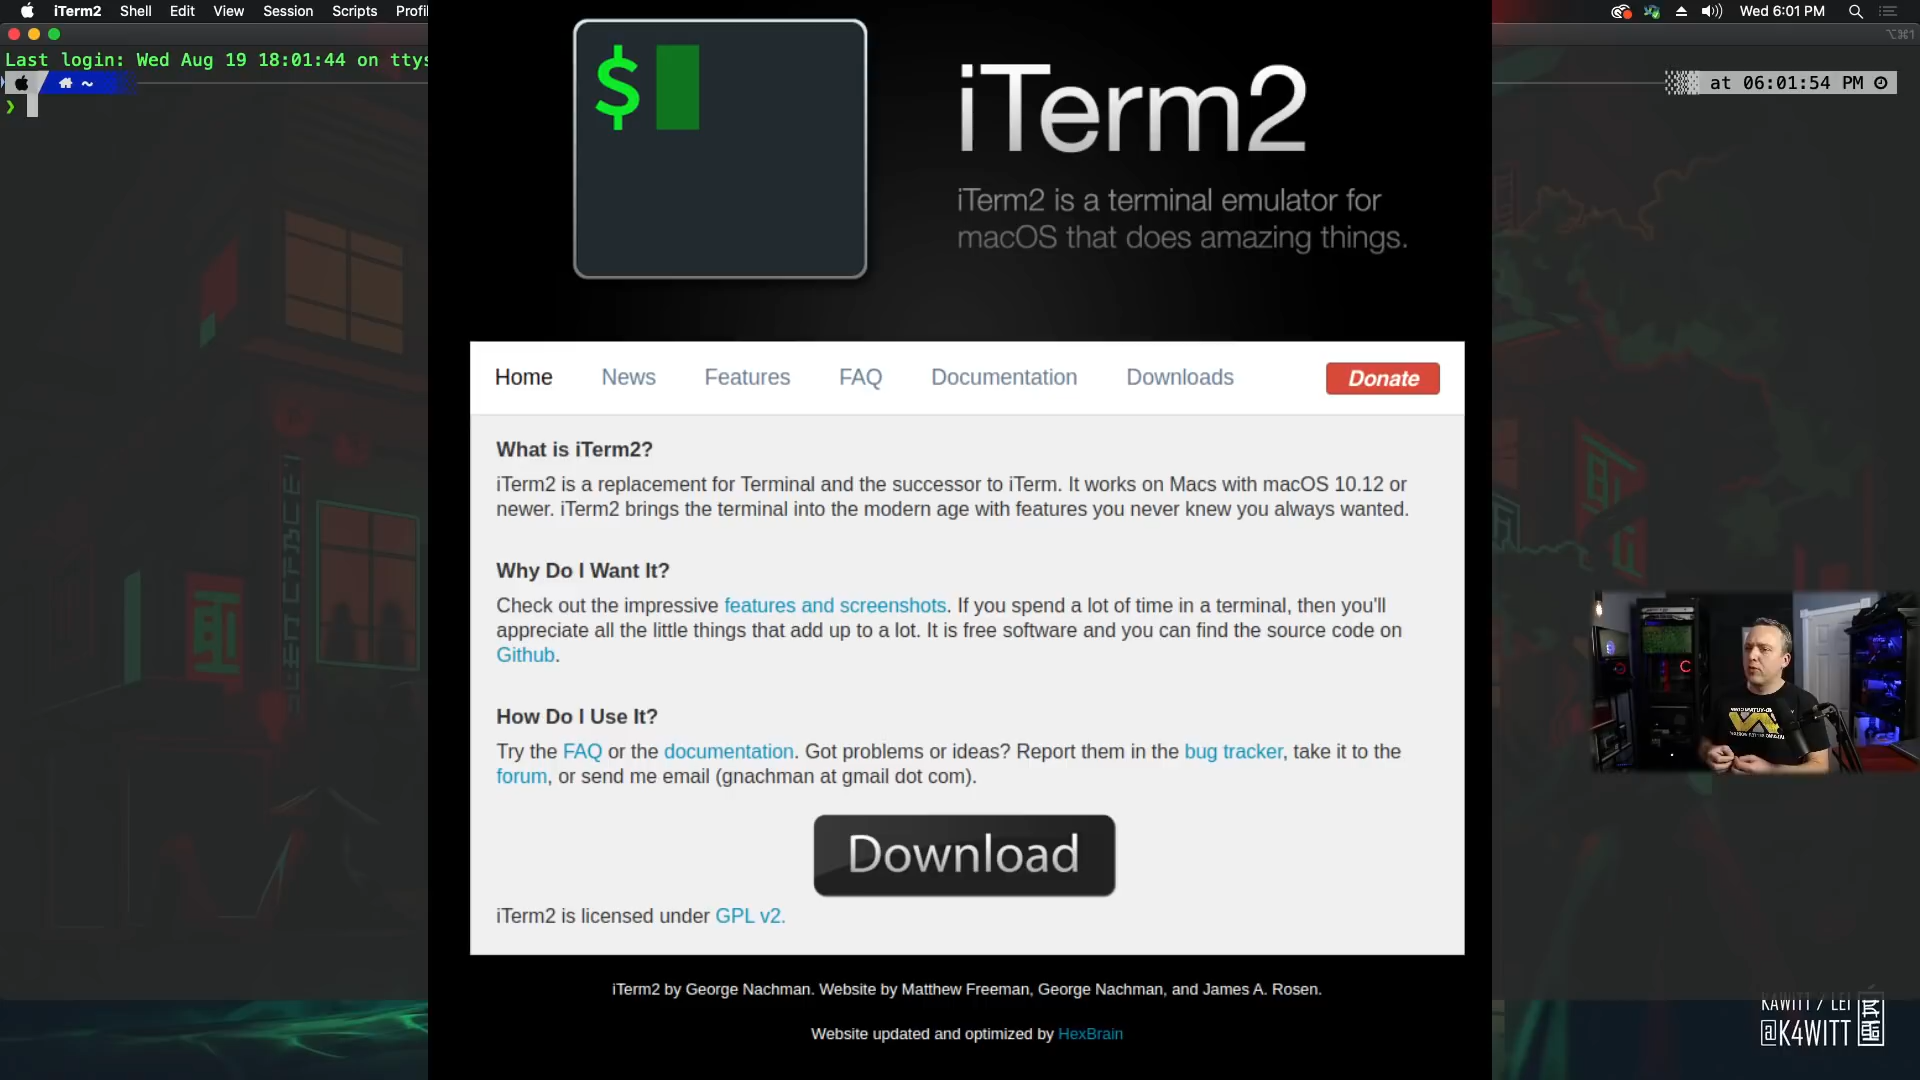 iTerm2 Shell Edit View Session Scripts Profi
Wed 6:01 PM
⌥⌘1
Last login: Wed Aug 19 18:01:44 on ttys
~
at 06:01:54 PM
❯
$
iTerm2
iTerm2 is a terminal emulator for
macOS that does amazing things.
Home News Features FAQ Documentation Downloads Donate
What is iTerm2?
iTerm2 is a replacement for Terminal and the successor to iTerm. It works on Macs with macOS 10.12 or
newer. iTerm2 brings the terminal into the modern age with features you never knew you always wanted.
Why Do I Want It?
Check out the impressive features and screenshots. If you spend a lot of time in a terminal, then you'll
appreciate all the little things that add up to a lot. It is free software and you can find the source code on
Github.
How Do I Use It?
Try the FAQ or the documentation. Got problems or ideas? Report them in the bug tracker, take it to the
forum, or send me email (gnachman at gmail dot com).
Download
iTerm2 is licensed under GPL v2.
iTerm2 by George Nachman. Website by Matthew Freeman, George Nachman, and James A. Rosen.
Website updated and optimized by HexBrain
KAWITT / LEI
@K4WITT